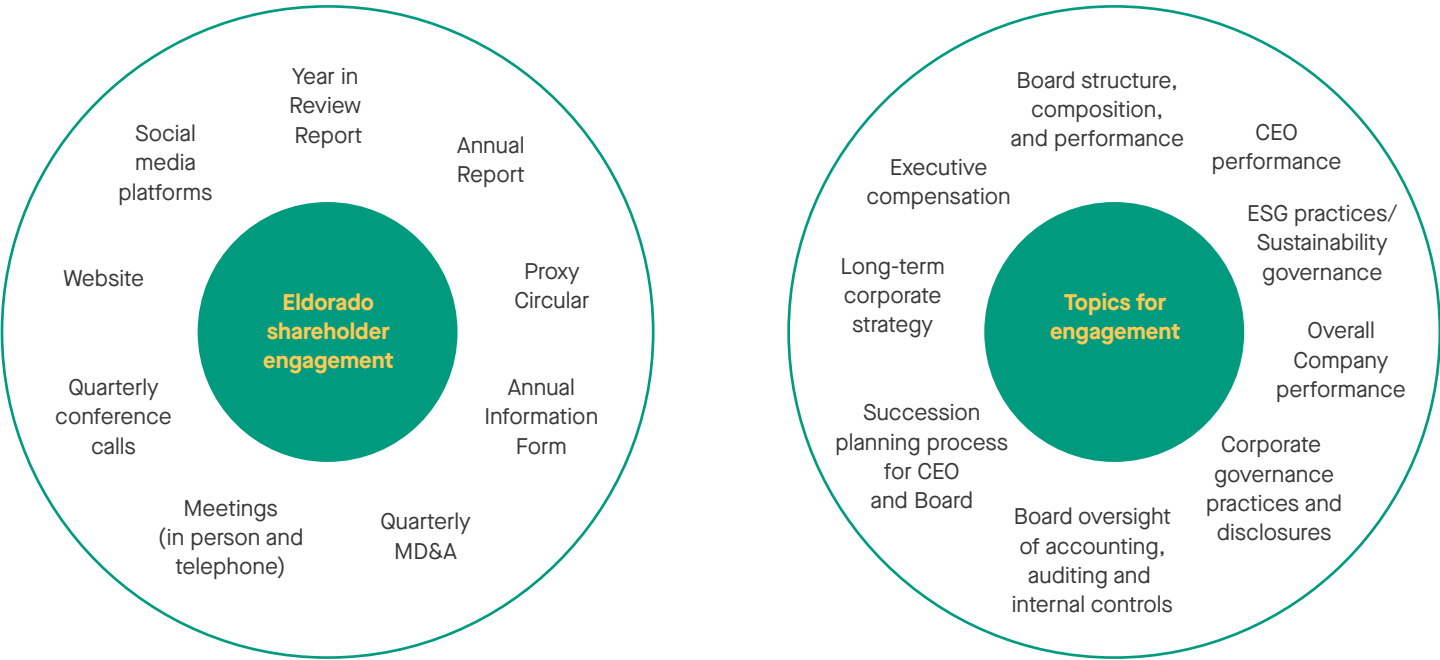 Year in
Review
Report
Annual
Report
Proxy
Circular
Annual
Information
Form
Quarterly
MD&A
Meetings
(in person and
telephone)
Quarterly
conference
calls
Website
Social
media
platforms
Eldorado
shareholder
engagement
Board structure,
composition,
and performance
CEO
performance
ESG practices/
Sustainability
governance
Overall
Company
performance
Corporate
governance
practices and
disclosures
Board oversight
of accounting,
auditing and
internal controls
Succession
planning process
for CEO
and Board
Long-term
corporate
strategy
Executive
compensation
Topics for
engagement